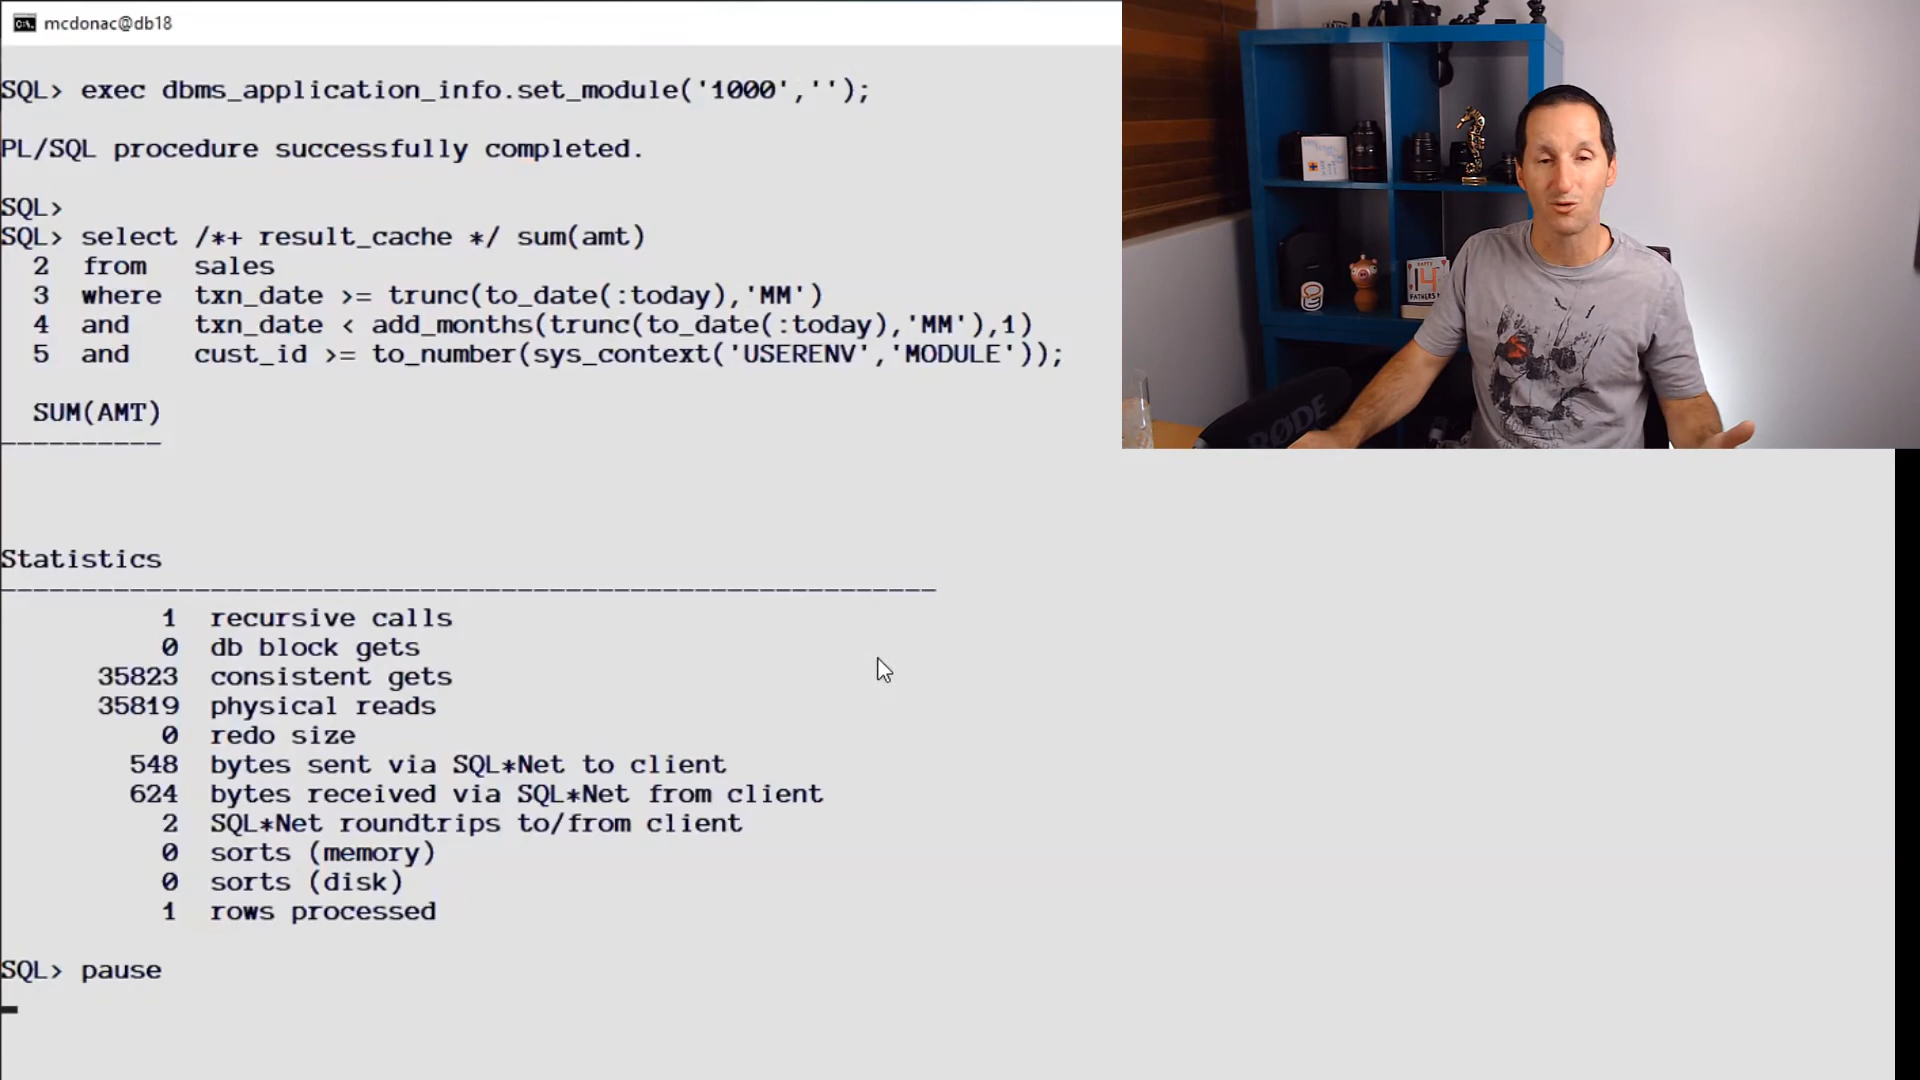 mcdonac@db18
SQL> exec dbms_application_info.set_module('1000','');
PL/SQL procedure successfully completed.
SQL>
SQL> select /*+ result_cache */ sum(amt)
2 from sales
3 where txn_date >= trunc(to_date(:today),'MM')
4 and txn_date < add_months(trunc(to_date(:today),'MM'),1)
5 and cust_id >= to_number(sys_context('USERENV','MODULE'));
SUM(AMT)
----------
Statistics
----------------------------------------------------------
1 recursive calls
0 db block gets
35823 consistent gets
35819 physical reads
0 redo size
548 bytes sent via SQL*Net to client
624 bytes received via SQL*Net from client
2 SQL*Net roundtrips to/from client
0 sorts (memory)
0 sorts (disk)
1 rows processed
SQL> pause
RØDE
14
FATHERS